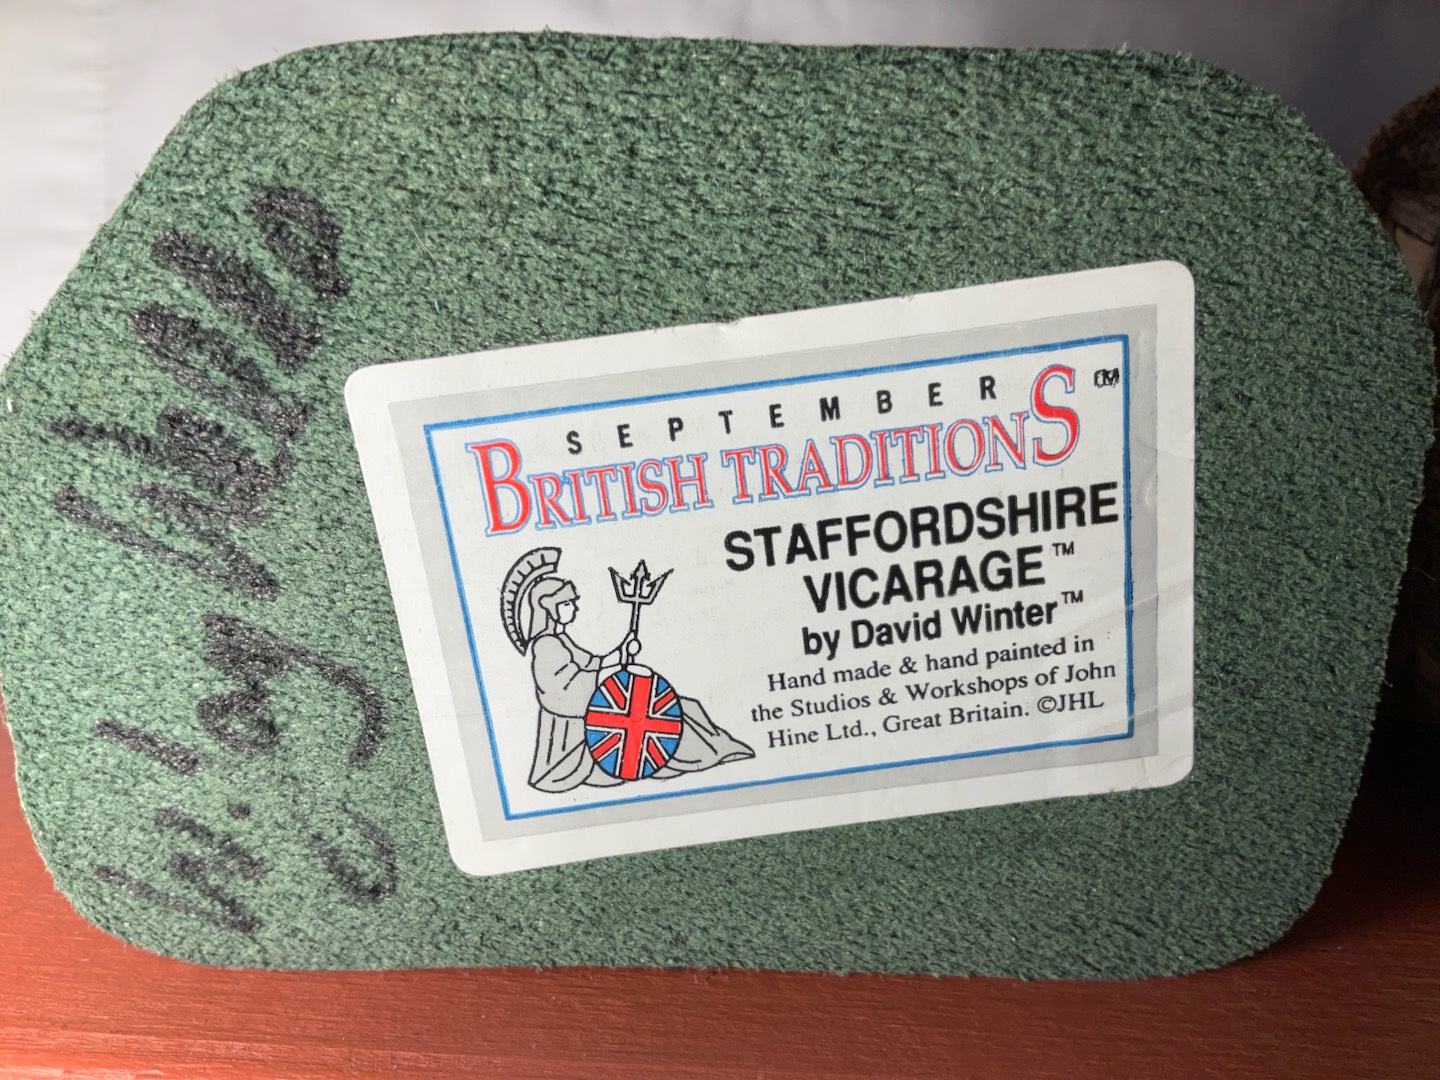 SEPTEMBER
BRITISH TRADITIONS™
STAFFORDSHIRE
VICARAGE™
by David Winter™
Hand made & hand painted in
the Studios & Workshops of John
Hine Ltd., Great Britain. ©JHL